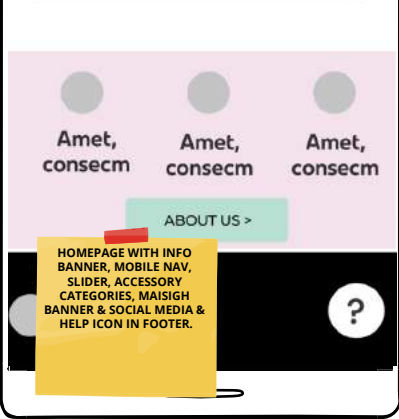 Amet, consecm
Amet, consecm
Amet, consecm
ABOUT US >
HOMEPAGE WITH INFO
BANNER, MOBILE NAV,
SLIDER, ACCESSORY
CATEGORIES, MAISIGH
BANNER & SOCIAL MEDIA &
HELP ICON IN FOOTER.
?